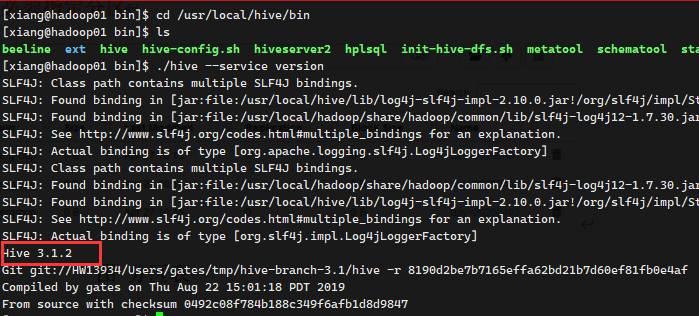 [xiang@hadoop01 bin]$ cd /usr/local/hive/bin
[xiang@hadoop01 bin]$ ls
beeline ext hive hive-config.sh hiveserver2 hplsql init-hive-dfs.sh metatool schematool
[xiang@hadoop01 bin]$ ./hive --service version
SLF4J: Class path contains multiple SLF4J bindings.
SLF4J: Found binding in [jar:file:/usr/local/hive/lib/log4j-slf4j-impl-2.10.0.jar!/org/slf4j/impl/St
SLF4J: Found binding in [jar:file:/usr/local/hadoop/share/hadoop/common/lib/slf4j-log4j12-1.7.30.jar
SLF4J: See http://www.slf4j.org/codes.html#multiple_bindings for an explanation.
SLF4J: Actual binding is of type [org.apache.logging.slf4j.Log4jLoggerFactory]
SLF4J: Class path contains multiple SLF4J bindings.
SLF4J: Found binding in [jar:file:/usr/local/hadoop/share/hadoop/common/lib/slf4j-log4j12-1.7.30.jar
SLF4J: Found binding in [jar:file:/usr/local/hive/lib/log4j-slf4j-impl-2.10.0.jar!/org/slf4j/impl/St
SLF4J: See http://www.slf4j.org/codes.html#multiple_bindings for an explanation.
SLF4J: Actual binding is of type [org.slf4j.impl.Log4jLoggerFactory]
Hive 3.1.2
Git git://HW13934/Users/gates/tmp/hive-branch-3.1/hive -r 8190d2be7b7165effa62bd21b7d60ef81fb0e4af
Compiled by gates on Thu Aug 22 15:01:18 PDT 2019
From source with checksum 0492c08f784b188c349f6afb1d8d9847